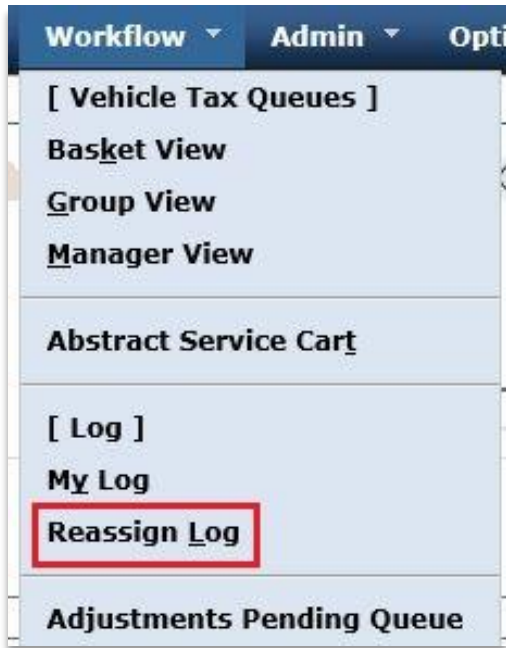 Workflow Admin Opti
[ Vehicle Tax Queues ]
Basket View
Group View
Manager View
Abstract Service Cart
[ Log ]
My Log
Reassign Log
Adjustments Pending Queue